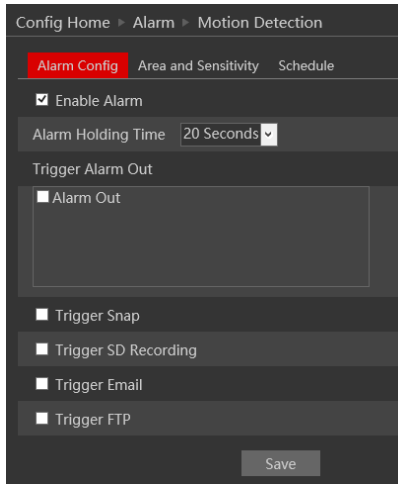 Config Home ▶ Alarm ▶ Motion Detection
Alarm Config Area and Sensitivity Schedule
Enable Alarm
Alarm Holding Time 20 Seconds
Trigger Alarm Out
Alarm Out
Trigger Snap
Trigger SD Recording
Trigger Email
Trigger FTP
Save